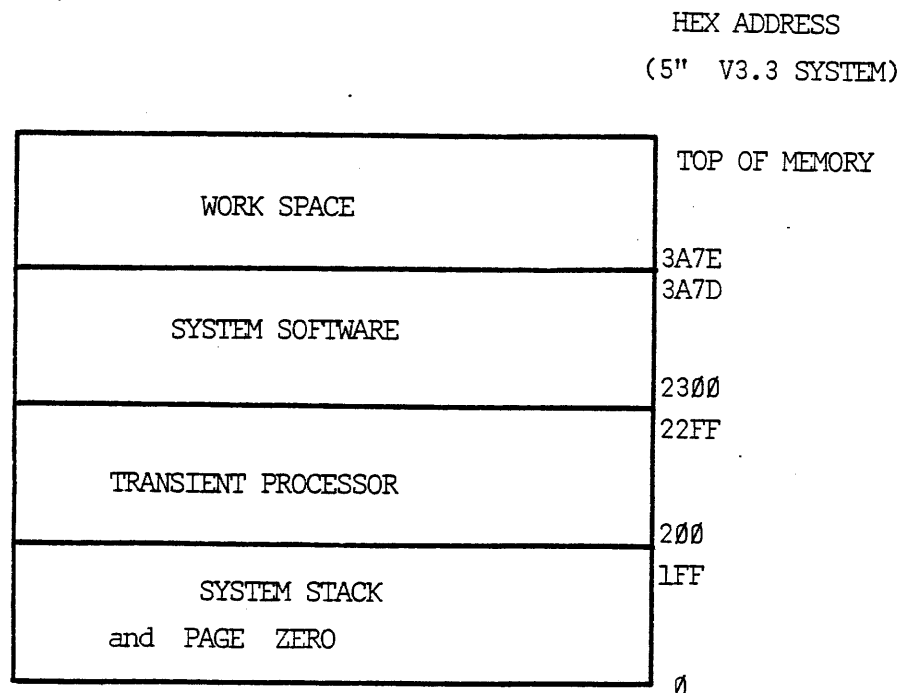 HEX ADDRESS
(5" V3.3 SYSTEM)
TOP OF MEMORY
WORK SPACE
3A7E
3A7D
SYSTEM SOFTWARE
23ØØ
22FF
TRANSIENT PROCESSOR
2ØØ
1FF
SYSTEM STACK
and PAGE ZERO
Ø